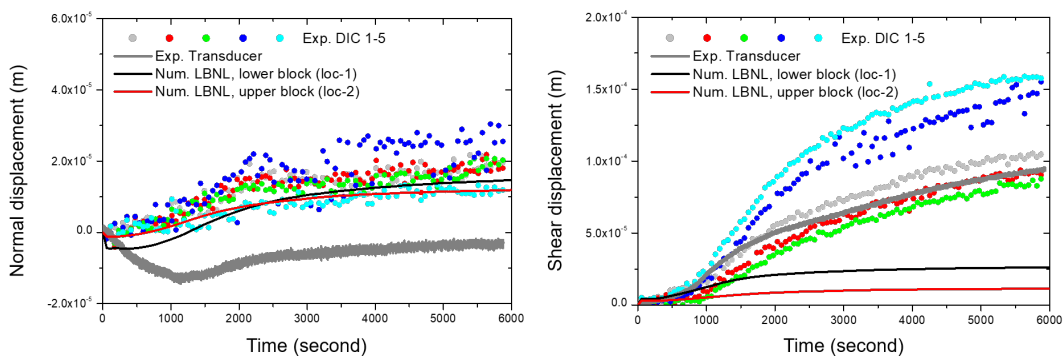 6.0x10⁻⁵
4.0x10⁻⁵
2.0x10⁻⁵
0.0
-2.0x10⁻⁵
Normal displacement (m)
Exp. DIC 1-5
Exp. Transducer
Num. LBNL, lower block (loc-1)
Num. LBNL, upper block (loc-2)
0 1000 2000 3000 4000 5000 6000
Time (second)
2.0x10⁻⁴
1.5x10⁻⁴
1.0x10⁻⁴
5.0x10⁻⁵
0.0
Shear displacement (m)
Exp. DIC 1-5
Exp. Transducer
Num. LBNL, lower block (loc-1)
Num. LBNL, upper block (loc-2)
0 1000 2000 3000 4000 5000 6000
Time (second)